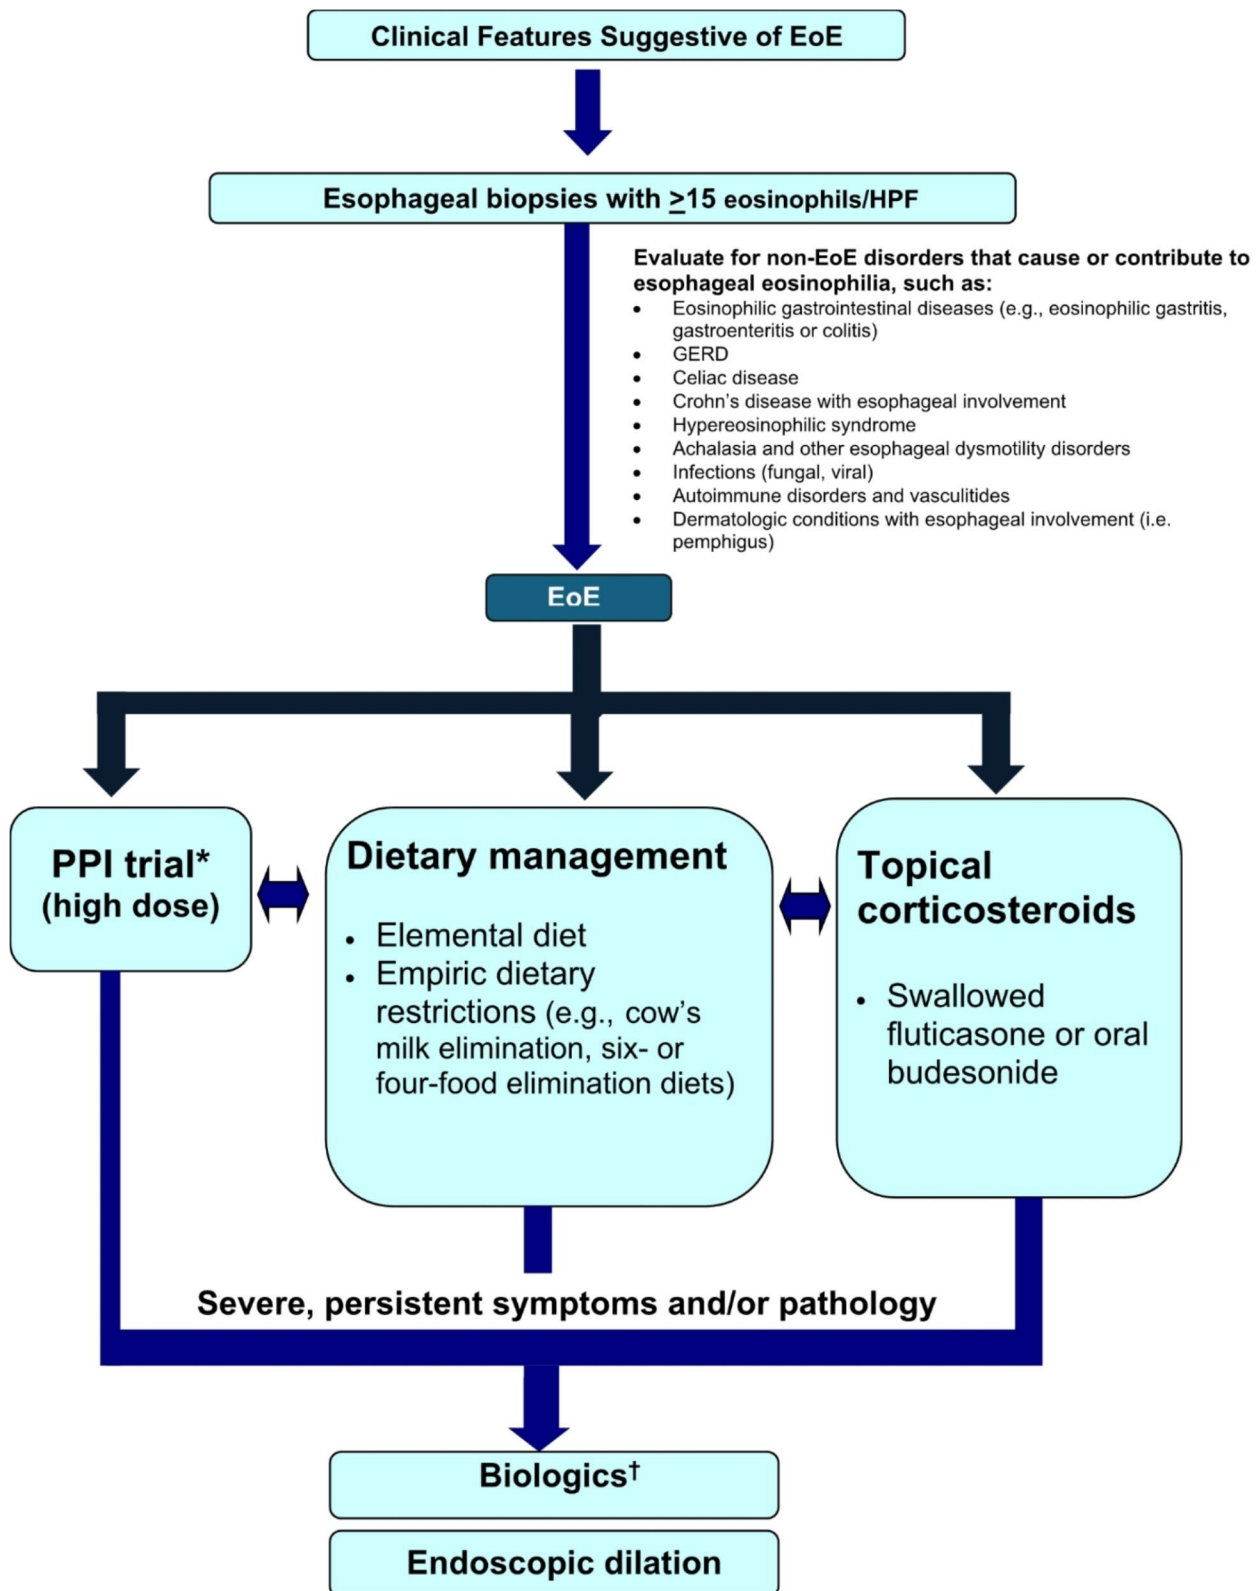 Clinical Features Suggestive of EoE
Esophageal biopsies with ≥15 eosinophils/HPF
Evaluate for non-EoE disorders that cause or contribute to
esophageal eosinophilia, such as:
• Eosinophilic gastrointestinal diseases (e.g., eosinophilic gastritis,
gastroenteritis or colitis)
• GERD
• Celiac disease
• Crohn's disease with esophageal involvement
• Hypereosinophilic syndrome
• Achalasia and other esophageal dysmotility disorders
• Infections (fungal, viral)
• Autoimmune disorders and vasculitides
• Dermatologic conditions with esophageal involvement (i.e.
pemphigus)
EoE
PPI trial*
(high dose)
Dietary management
• Elemental diet
• Empiric dietary
restrictions (e.g., cow's
milk elimination, six- or
four-food elimination diets)
Topical
corticosteroids
• Swallowed
fluticasone or oral
budesonide
Severe, persistent symptoms and/or pathology
Biologics†
Endoscopic dilation